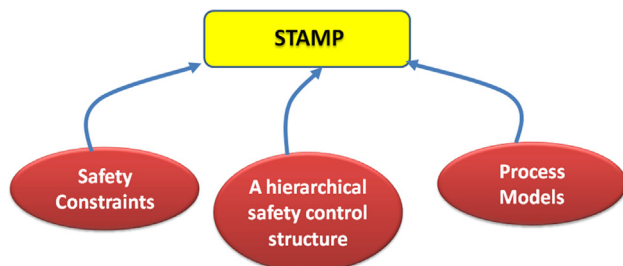 STAMP
Safety
Constraints
A hierarchical
safety control
structure
Process
Models